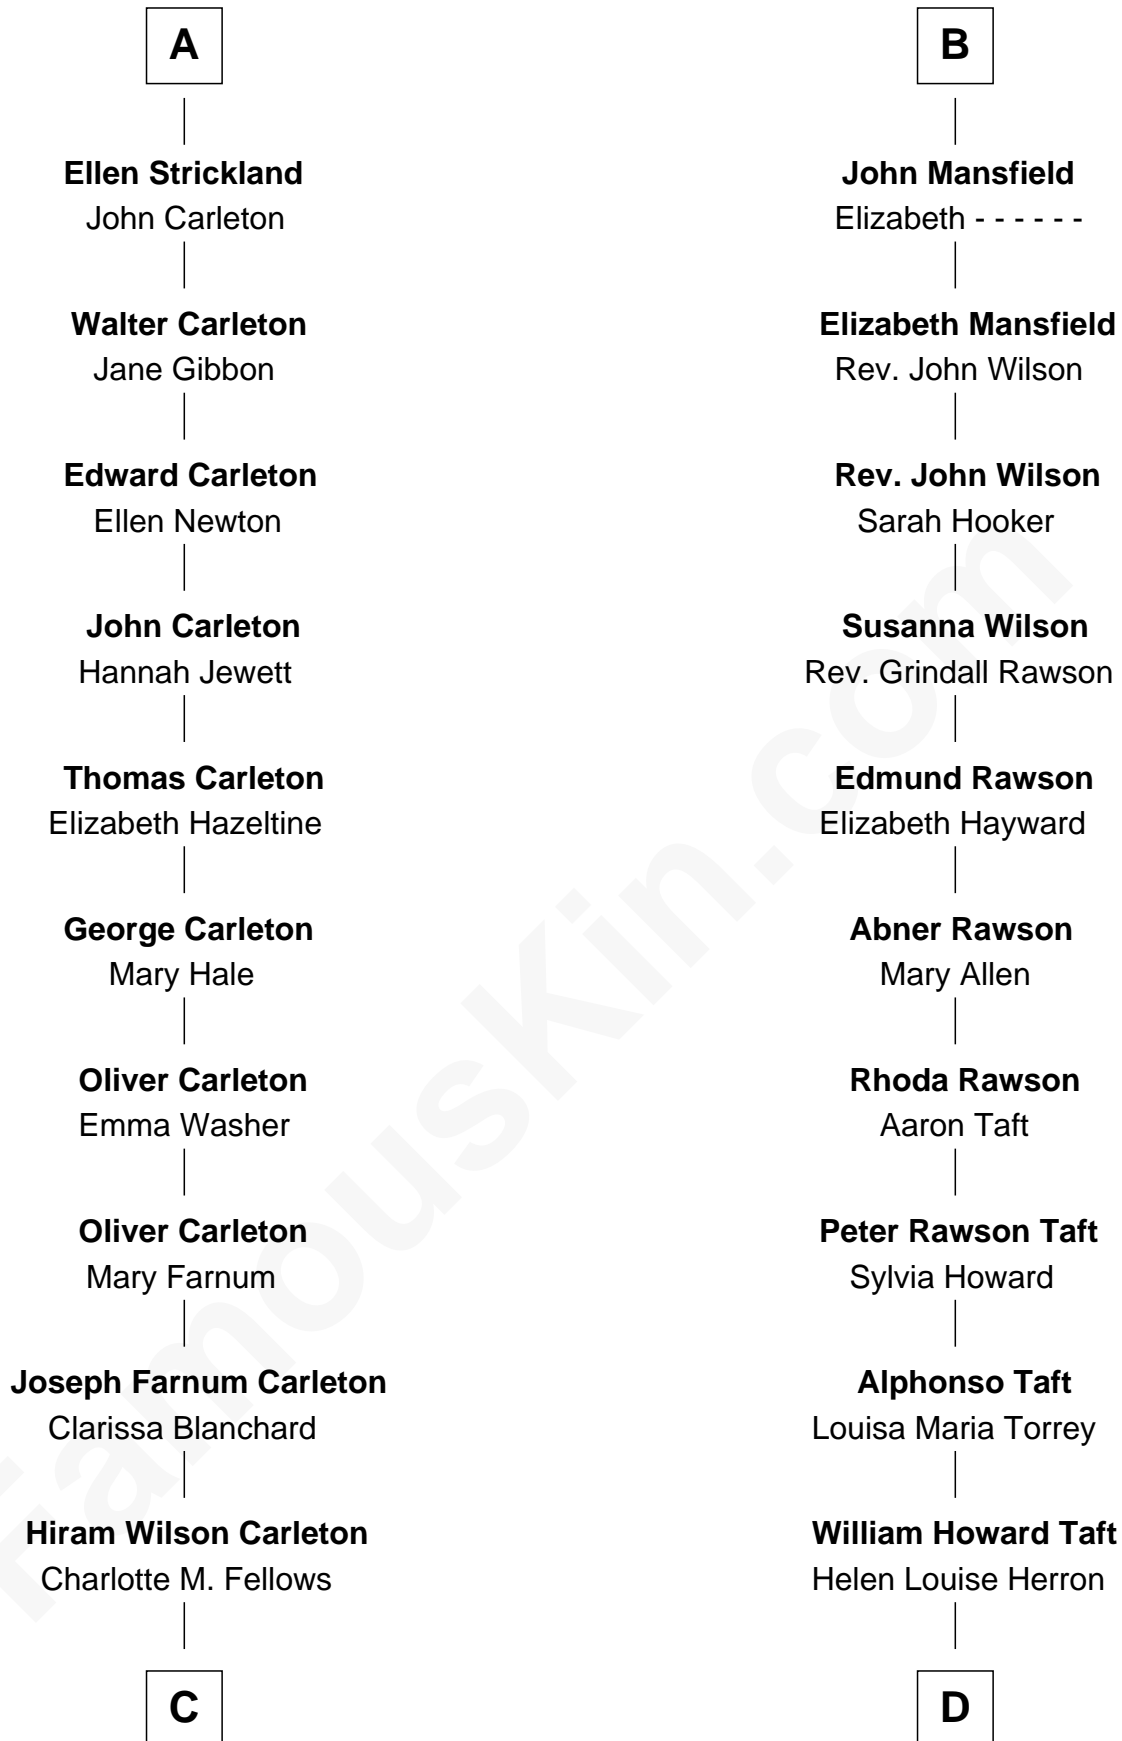 A
Ellen Strickland
John Carleton
Walter Carleton
Jane Gibbon
Edward Carleton
Ellen Newton
John Carleton
Hannah Jewett
Thomas Carleton
Elizabeth Hazeltine
George Carleton
Mary Hale
Oliver Carleton
Emma Washer
Oliver Carleton
Mary Farnum
Joseph Farnum Carleton
Clarissa Blanchard
Hiram Wilson Carleton
Charlotte M. Fellows
C
B
John Mansfield
Elizabeth - - - - - -
Elizabeth Mansfield
Rev. John Wilson
Rev. John Wilson
Sarah Hooker
Susanna Wilson
Rev. Grindall Rawson
Edmund Rawson
Elizabeth Hayward
Abner Rawson
Mary Allen
Rhoda Rawson
Aaron Taft
Peter Rawson Taft
Sylvia Howard
Alphonso Taft
Louisa Maria Torrey
William Howard Taft
Helen Louise Herron
D
FamousKin.com